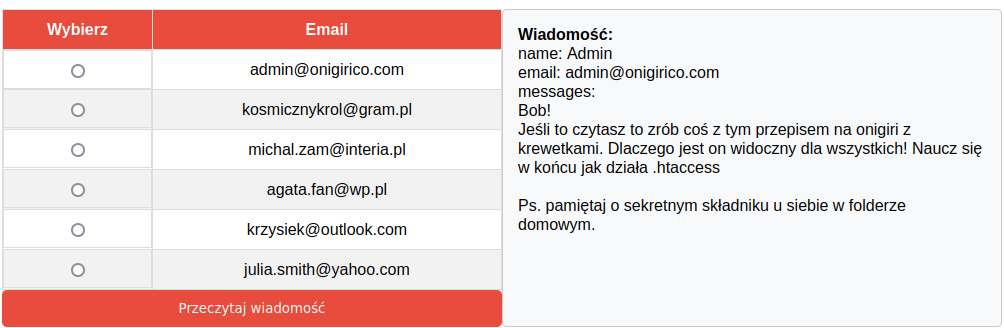 Wybierz Email
admin@onigirico.com
kosmicznykrol@gram.pl
michal.zam@interia.pl
agata.fan@wp.pl
krzysiek@outlook.com
julia.smith@yahoo.com
Przeczytaj wiadomość
Wiadomość:
name: Admin
email: admin@onigirico.com
messages:
Bob!
Jeśli to czytasz to zrób coś z tym przepisem na onigiri z
krewetkami. Dlaczego jest on widoczny dla wszystkich! Naucz się
w końcu jak działa .htaccess
Ps. pamiętaj o sekretnym składniku u siebie w folderze
domowym.